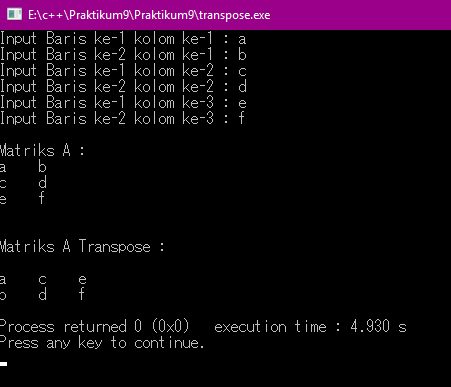 E:\c++\Praktikum9\Praktikum9\transpose.exe
Input Baris ke-1 kolom ke-1 : a
Input Baris ke-2 kolom ke-1 : b
Input Baris ke-1 kolom ke-2 : c
Input Baris ke-2 kolom ke-2 : d
Input Baris ke-1 kolom ke-3 : e
Input Baris ke-2 kolom ke-3 : f
Matriks A :
a b
c d
e f
Matriks A Transpose :
a c e
b d f
Process returned 0 (0x0) execution time : 4.930 s
Press any key to continue.